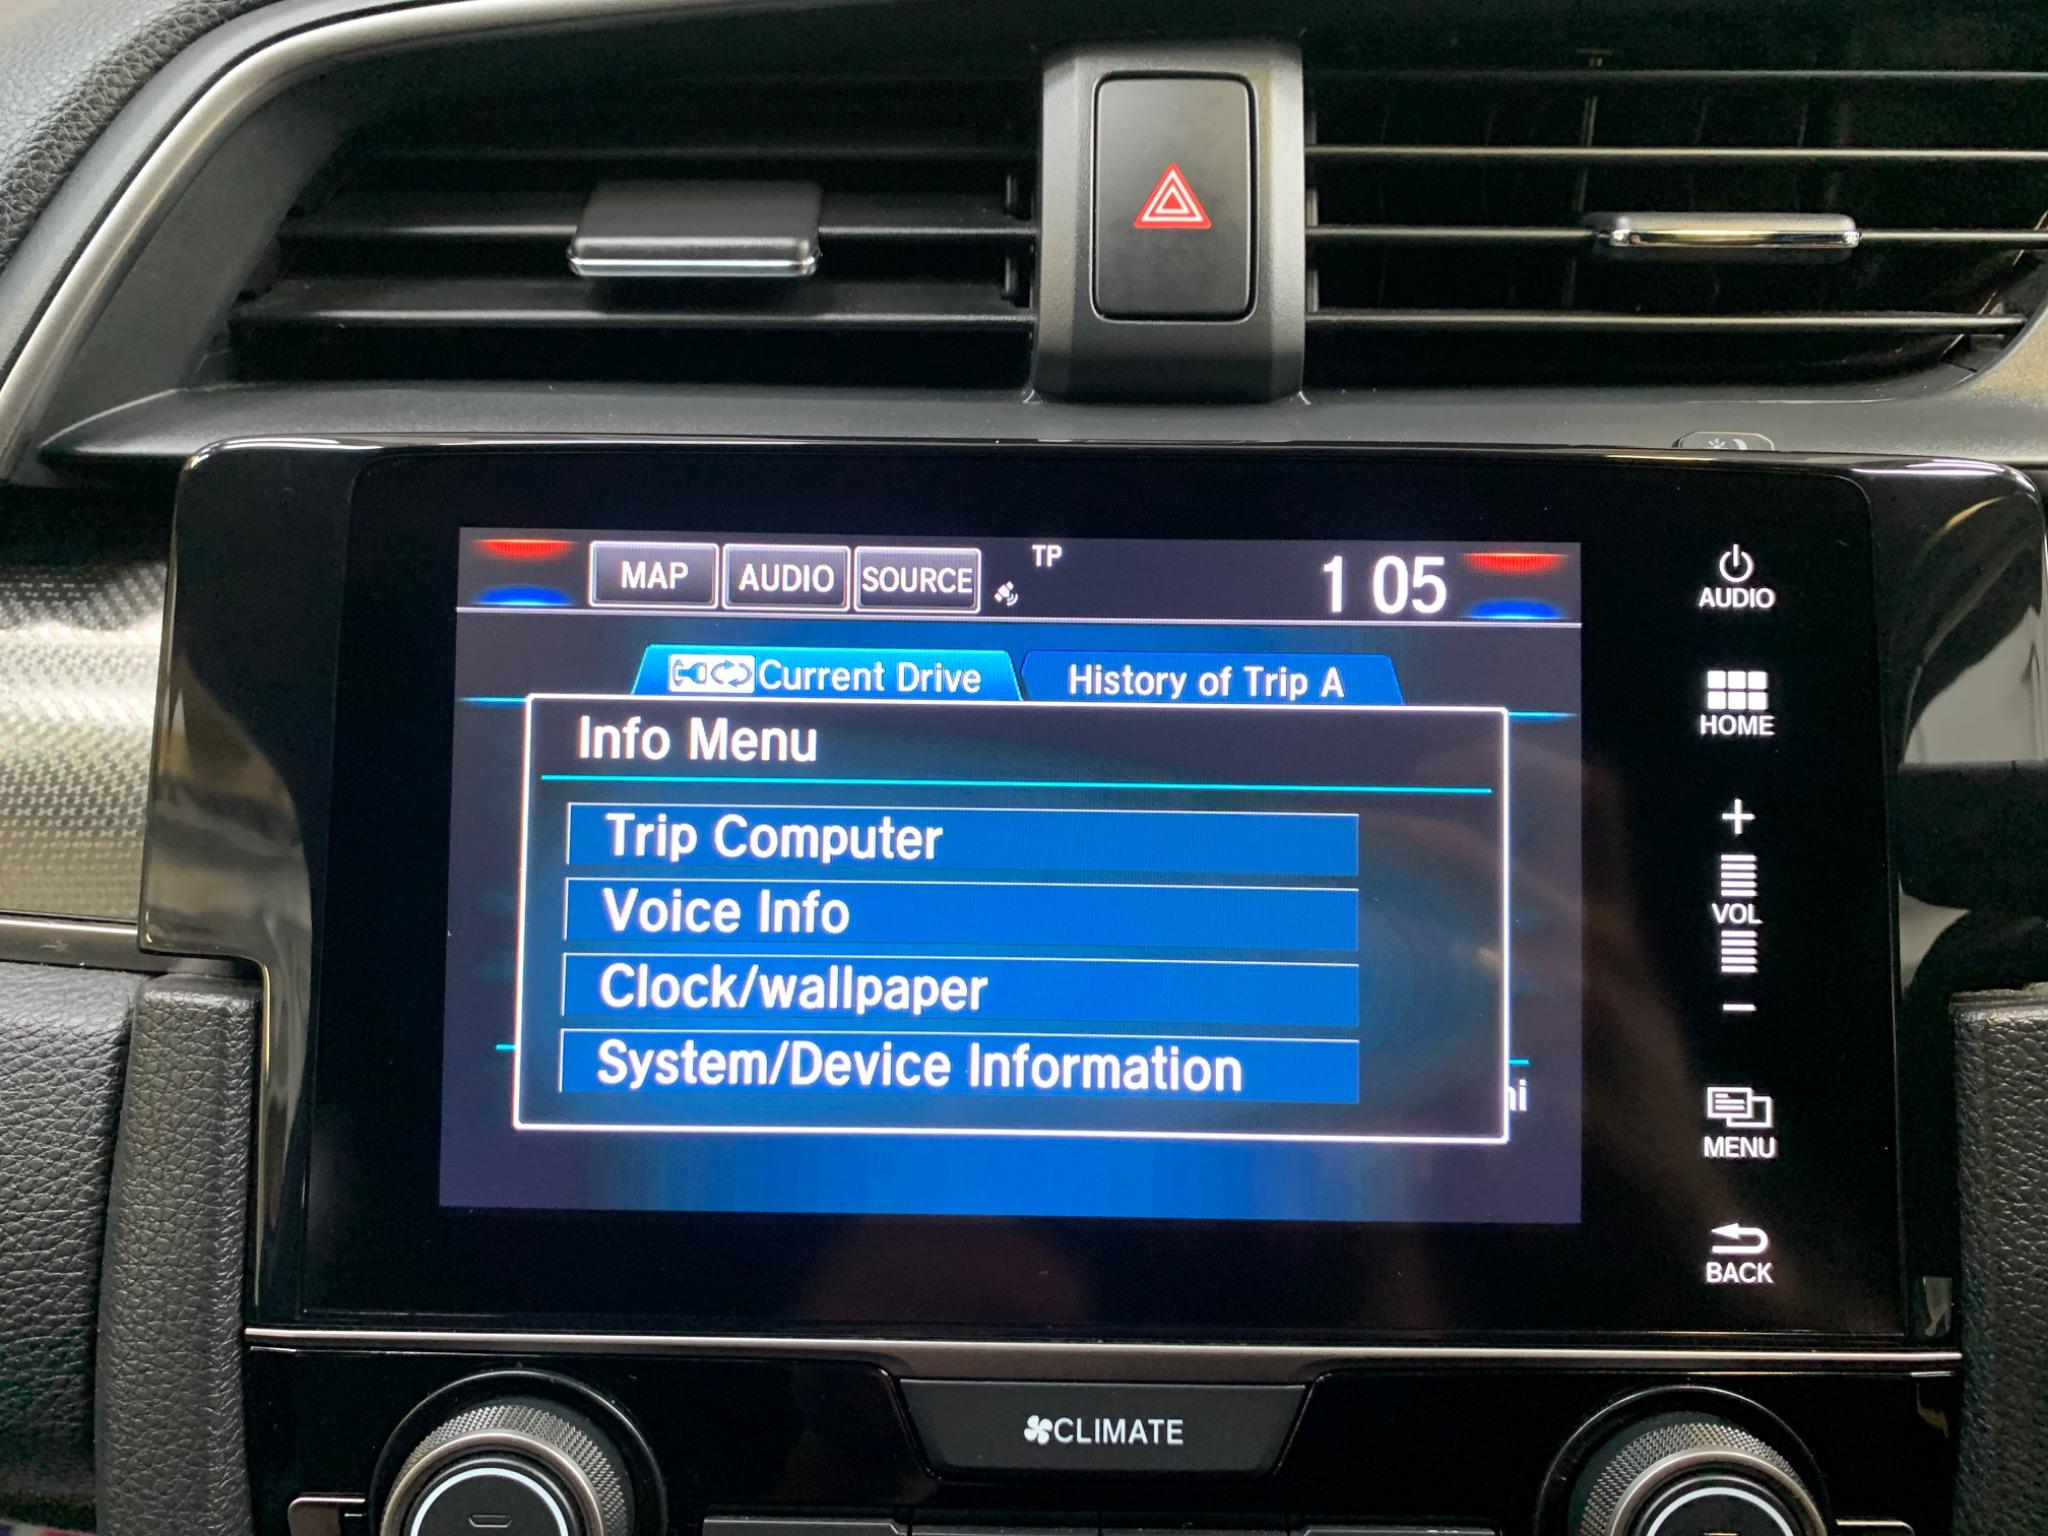 MAP AUDIO SOURCE TP 1 05
Current Drive History of Trip A
Info Menu
Trip Computer
Voice Info
Clock/wallpaper
System/Device Information
AUDIO
HOME
+
VOL
−
MENU
BACK
CLIMATE